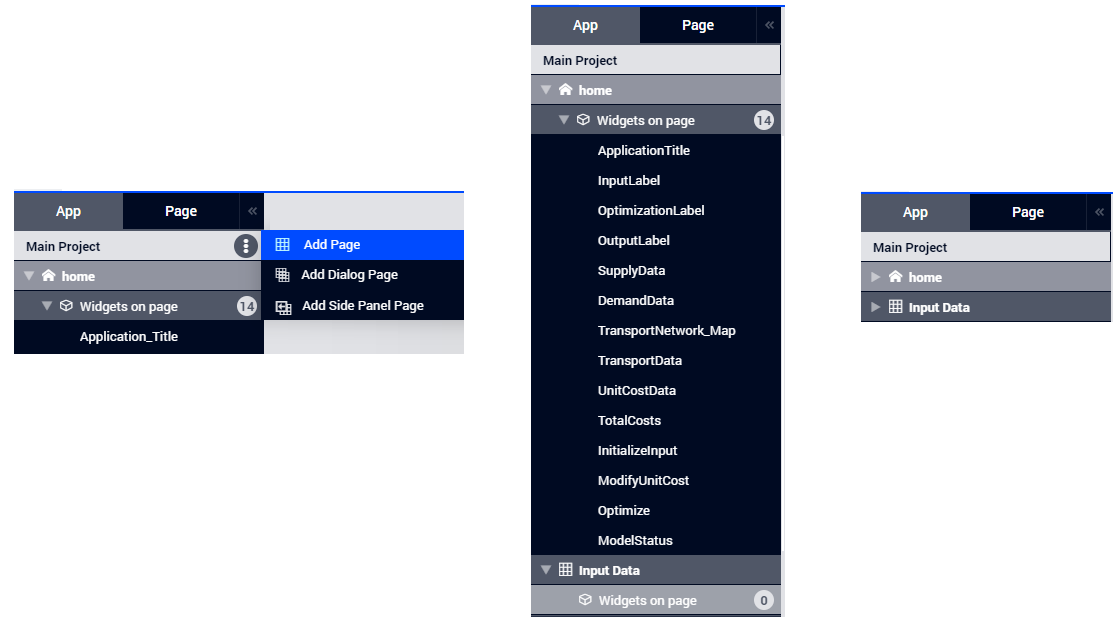 App Page «
Main Project
Add Page
home
Add Dialog Page
Widgets on page 14
Add Side Panel Page
Application_Title
App Page «
Main Project
home
Widgets on page 14
ApplicationTitle
InputLabel
OptimizationLabel
OutputLabel
SupplyData
DemandData
TransportNetwork_Map
TransportData
UnitCostData
TotalCosts
InitializeInput
ModifyUnitCost
Optimize
ModelStatus
Input Data
Widgets on page 0
App Page «
Main Project
home
Input Data